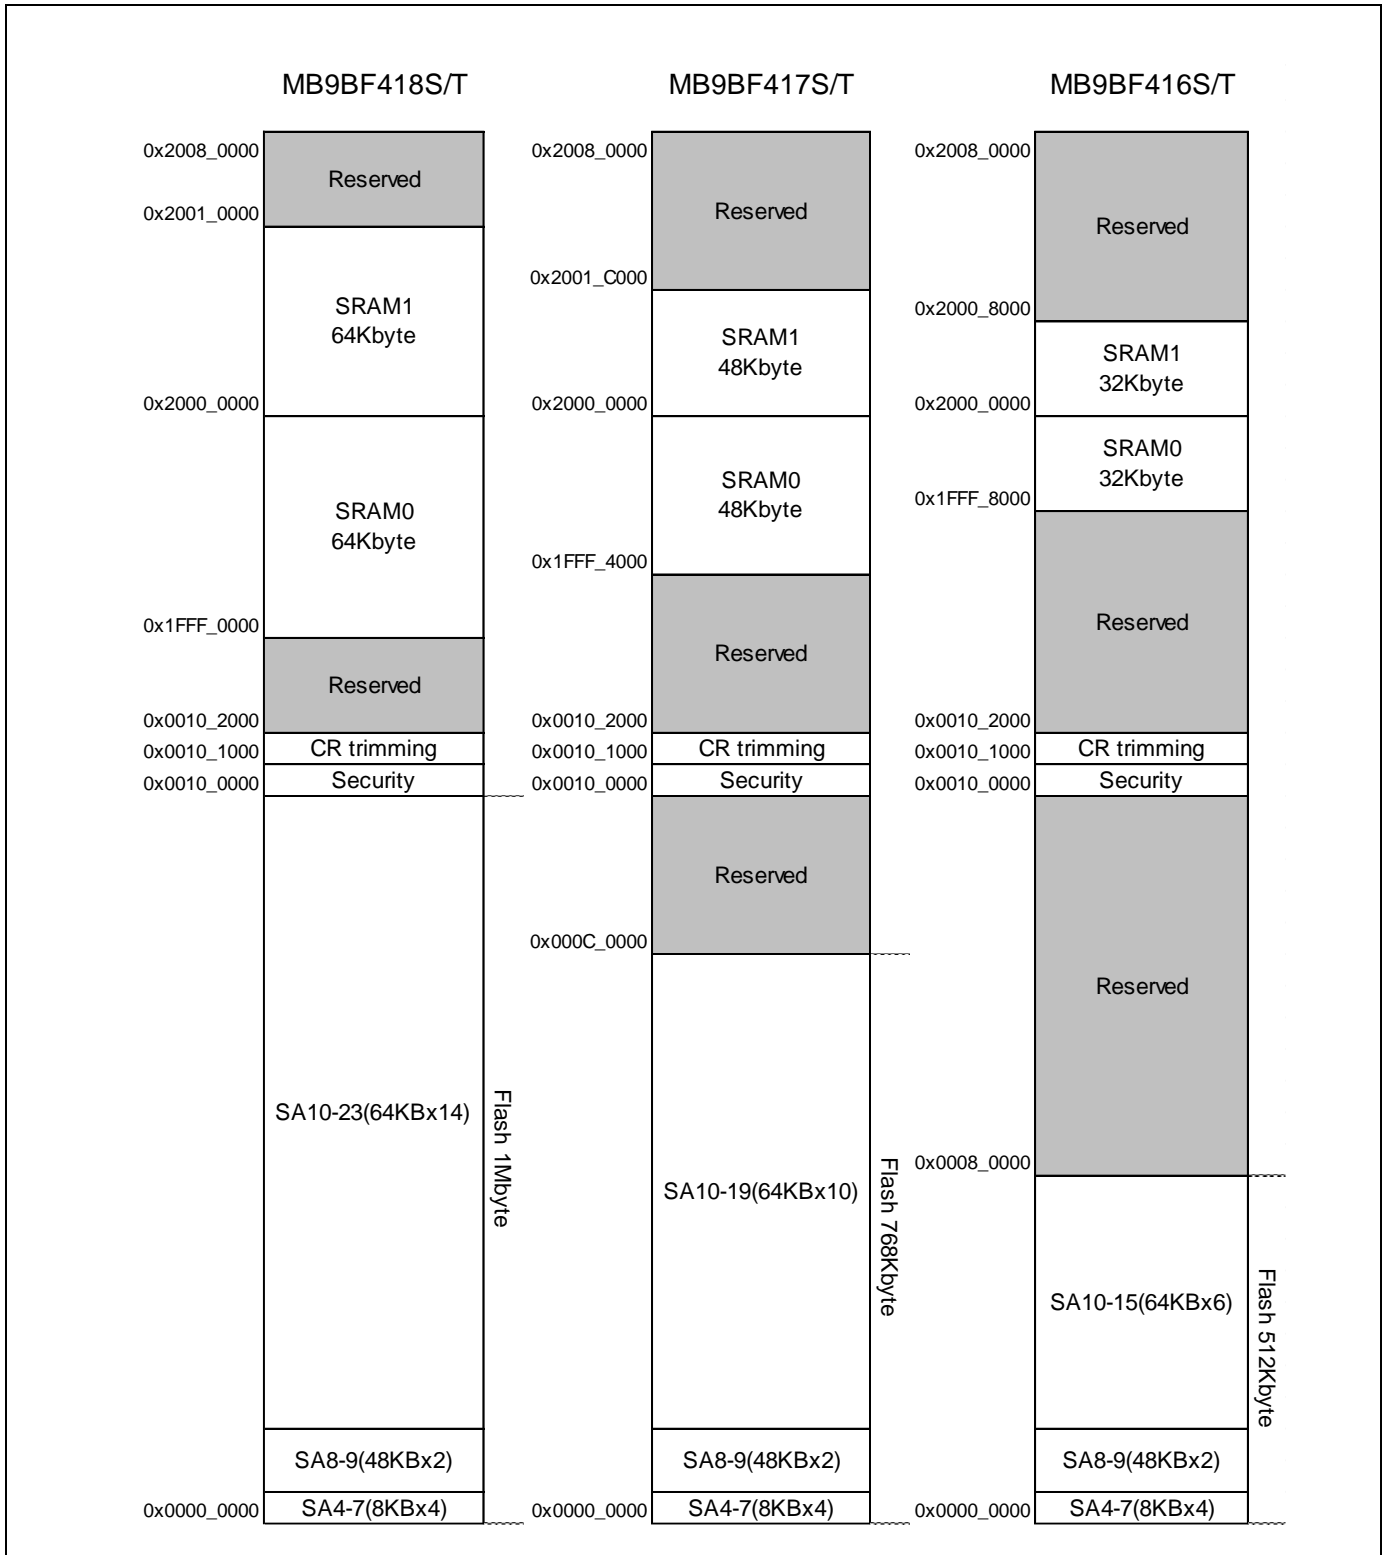 MB9BF418S/T
0x2008_0000
Reserved
0x2001_0000
SRAM1
64Kbyte
0x2000_0000
SRAM0
64Kbyte
0x1FFF_0000
Reserved
0x0010_2000
CR trimming
0x0010_1000
Security
0x0010_0000
SA10-23(64KBx14)
Flash 1Mbyte
SA8-9(48KBx2)
SA4-7(8KBx4)
0x0000_0000
MB9BF417S/T
0x2008_0000
Reserved
0x2001_C000
SRAM1
48Kbyte
0x2000_0000
SRAM0
48Kbyte
0x1FFF_4000
Reserved
0x0010_2000
CR trimming
0x0010_1000
Security
0x0010_0000
Reserved
0x000C_0000
SA10-19(64KBx10)
Flash 768Kbyte
SA8-9(48KBx2)
SA4-7(8KBx4)
0x0000_0000
MB9BF416S/T
0x2008_0000
Reserved
0x2000_8000
SRAM1
32Kbyte
0x2000_0000
SRAM0
32Kbyte
0x1FFF_8000
Reserved
0x0010_2000
CR trimming
0x0010_1000
Security
0x0010_0000
Reserved
0x0008_0000
SA10-15(64KBx6)
Flash 512Kbyte
SA8-9(48KBx2)
SA4-7(8KBx4)
0x0000_0000